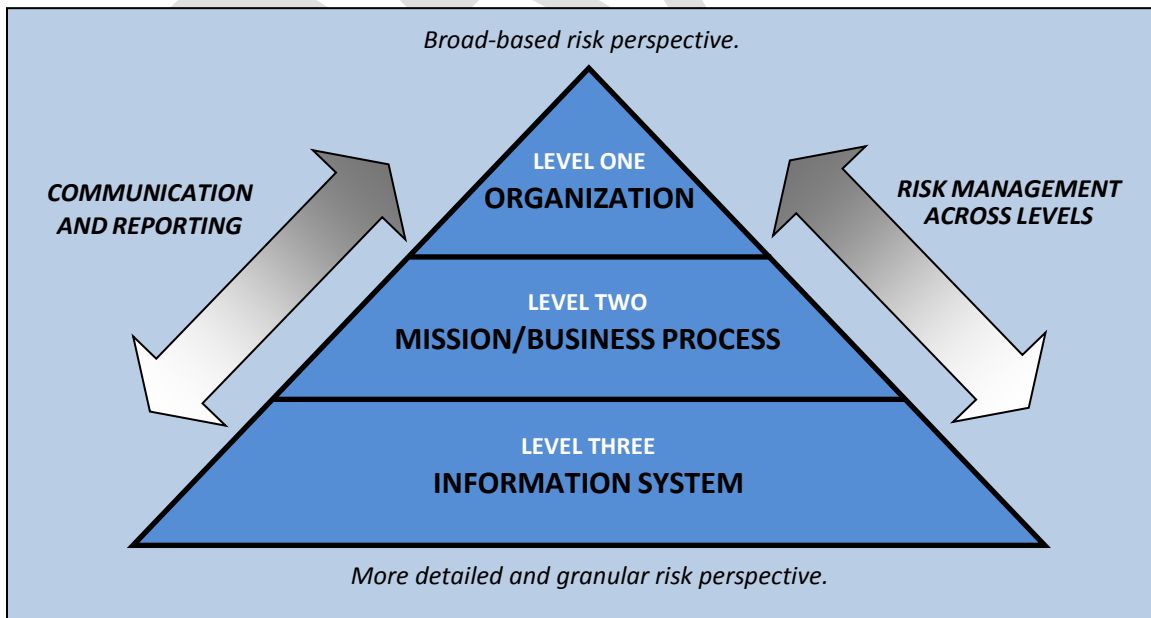 Broad-based risk perspective.
COMMUNICATION
AND REPORTING
LEVEL ONE
ORGANIZATION
RISK MANAGEMENT
ACROSS LEVELS
LEVEL TWO
MISSION/BUSINESS PROCESS
LEVEL THREE
INFORMATION SYSTEM
More detailed and granular risk perspective.